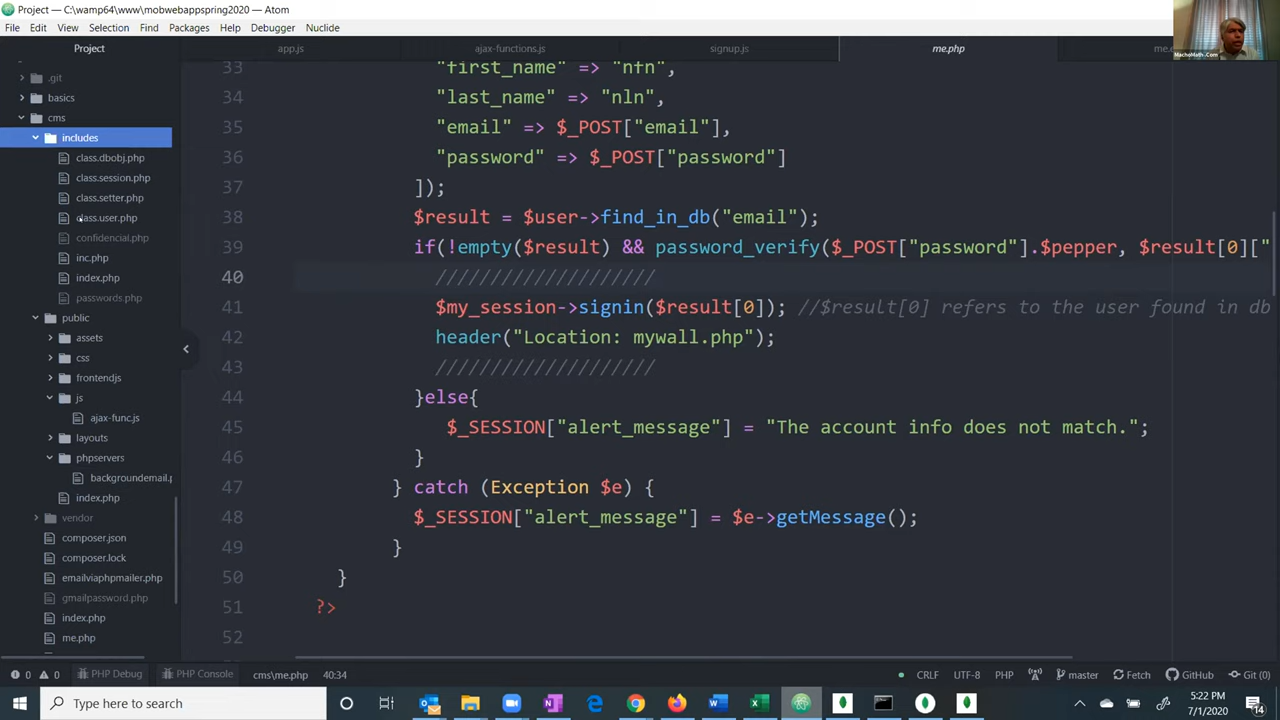 Project — C:\wamp64\www\mobwebappspring2020 — Atom
File Edit View Selection Find Packages Help Debugger Nuclide
Project
app.js
ajax-functions.js
signup.js
me.php
me.
MachoMath .Com
.git
basics
cms
includes
class.dbobj.php
class.session.php
class.setter.php
class.user.php
confidencial.php
inc.php
index.php
passwords.php
public
assets
css
frontendjs
js
ajax-func.js
layouts
phpservers
backgroundemail.p
index.php
vendor
composer.json
composer.lock
emailviaphpmailer.php
gmailpassword.php
index.php
me.php
33 "first_name" => "nfn",
34 "last_name" => "nln",
35 "email" => $_POST["email"],
36 "password" => $_POST["password"]
37 ]);
38 $result = $user->find_in_db("email");
39 if(!empty($result) && password_verify($_POST["password"].$pepper, $result[0]["
40 ////////////////////
41 $my_session->signin($result[0]); //$result[0] refers to the user found in db
42 header("Location: mywall.php");
43 ////////////////////
44 }else{
45 $_SESSION["alert_message"] = "The account info does not match.";
46 }
47 } catch (Exception $e) {
48 $_SESSION["alert_message"] = $e->getMessage();
49 }
50 }
51 ?>
52
0 0 PHP Debug PHP Console cms\me.php 40:34 CRLF UTF-8 PHP master Fetch GitHub Git (0)
Type here to search
5:22 PM
7/1/2020
14